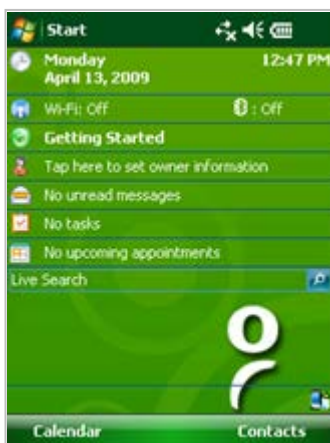 Start
Monday 12:47 PM
April 13, 2009
Wi-Fi: Off : Off
Getting Started
Tap here to set owner information
No unread messages
No tasks
No upcoming appointments
Live Search
Calendar Contacts